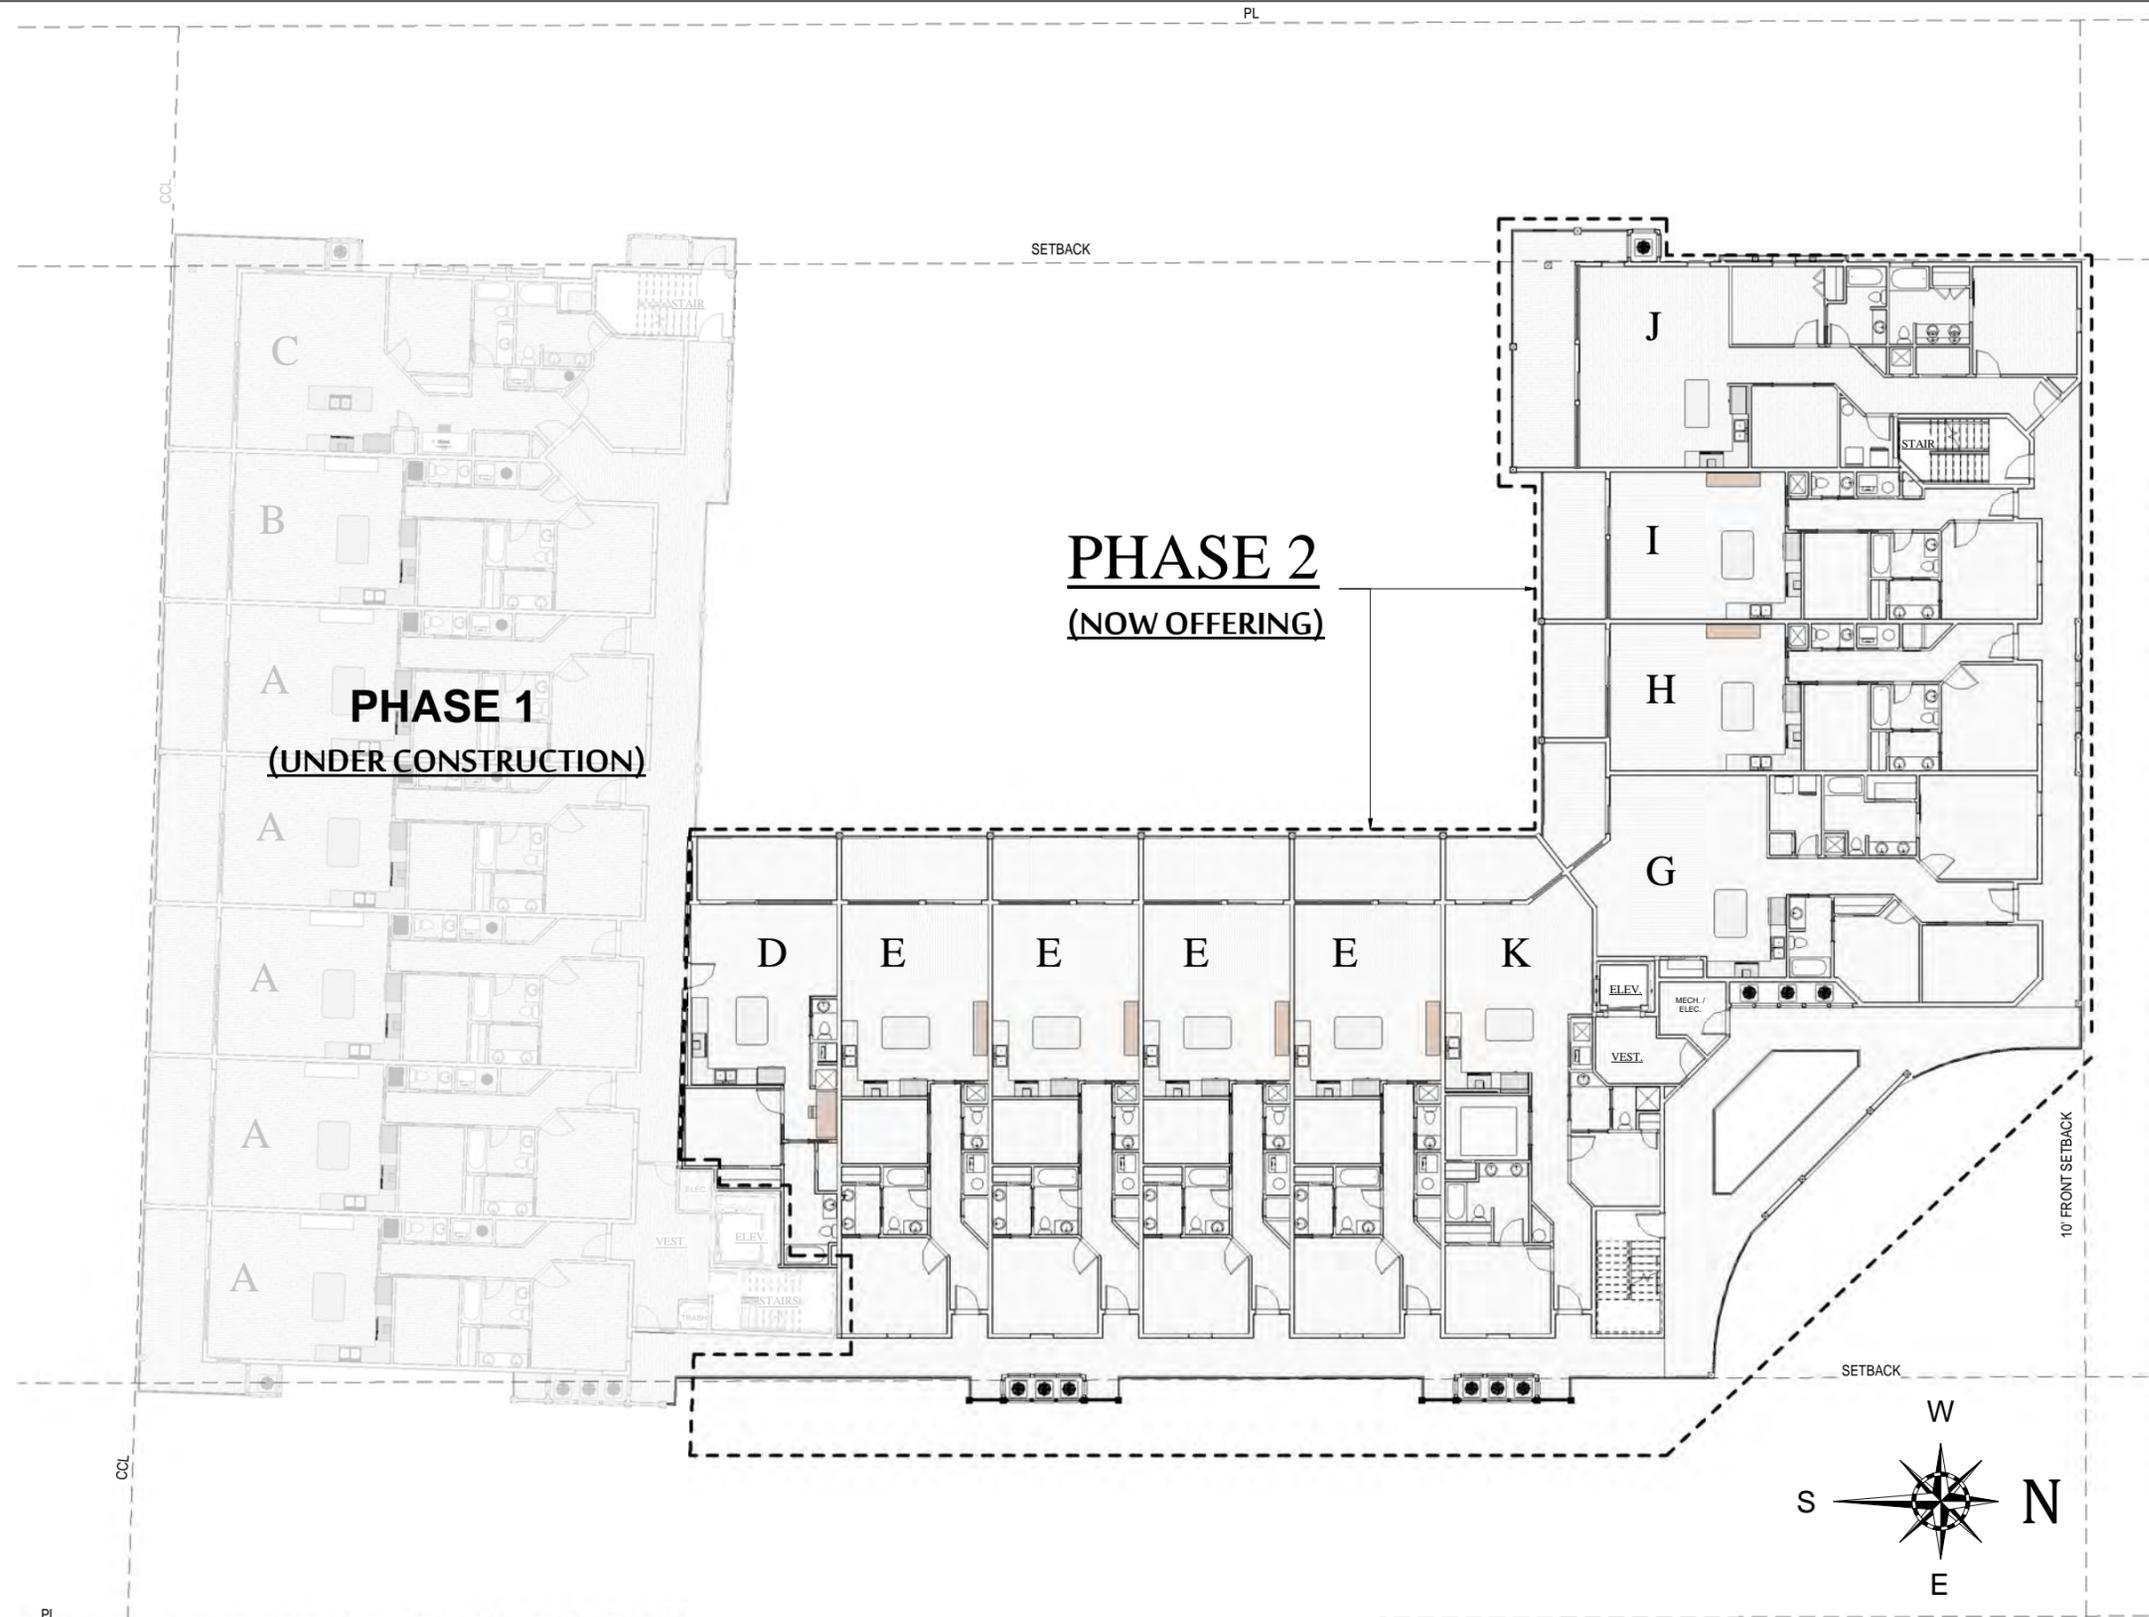 PL
CCL
SETBACK
STAIR
C
J
STAIR
B
I
PHASE 2
(NOW OFFERING)
A
H
PHASE 1
(UNDER CONSTRUCTION)
A
G
D
E
E
E
E
K
A
ELEV.
MECH. /
ELEC.
VEST.
A
10' FRONT SETBACK
ELEC.
VEST.
ELEV.
A
STAIRS
TRASH
SETBACK
CCL
W
S
N
E
PL